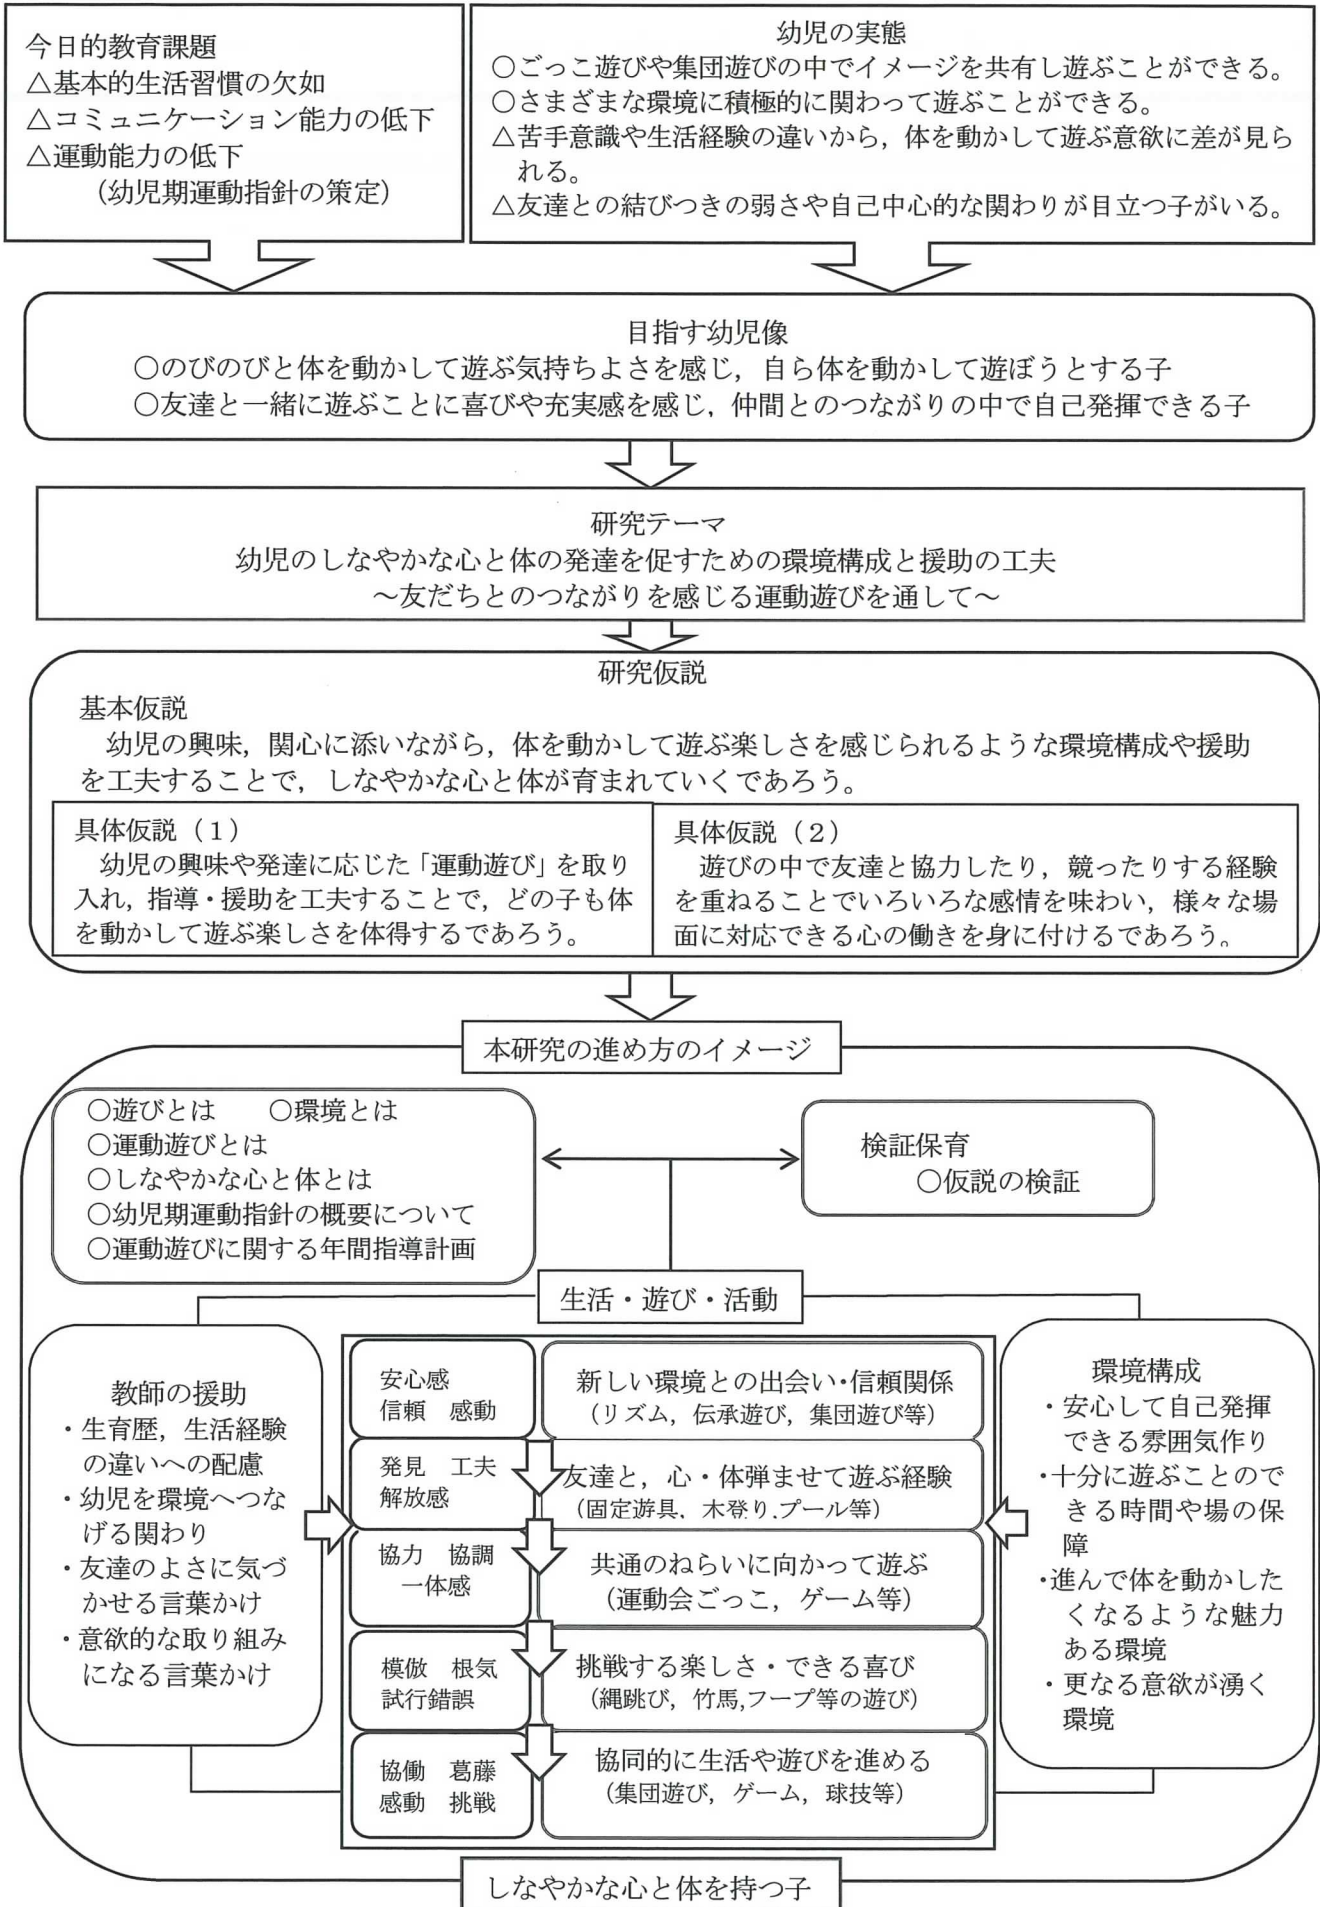 今日的教育課題
△基本的生活習慣の欠如
△コミュニケーション能力の低下
△運動能力の低下
(幼児期運動指針の策定)
幼児の実態
○ごっこ遊びや集団遊びの中でイメージを共有し遊ぶことができる。
○さまざまな環境に積極的に関わって遊ぶことができる。
△苦手意識や生活経験の違いから，体を動かして遊ぶ意欲に差が見ら
れる。
△友達との結びつきの弱さや自己中心的な関わりが目立つ子がいる。
目指す幼児像
○のびのびと体を動かして遊ぶ気持ちよさを感じ，自ら体を動かして遊ぼうとする子
○友達と一緒に遊ぶことに喜びや充実感を感じ，仲間とのつながりの中で自己発揮できる子
研究テーマ
幼児のしなやかな心と体の発達を促すための環境構成と援助の工夫
～友だちとのつながりを感じる運動遊びを通して～
研究仮説
基本仮説
幼児の興味，関心に添いながら，体を動かして遊ぶ楽しさを感じられるような環境構成や援助
を工夫することで，しなやかな心と体が育まれていくであろう。
具体仮説（１）
幼児の興味や発達に応じた「運動遊び」を取り
入れ，指導・援助を工夫することで，どの子も体
を動かして遊ぶ楽しさを体得するであろう。
具体仮説（２）
遊びの中で友達と協力したり，競ったりする経験
を重ねることでいろいろな感情を味わい，様々な場
面に対応できる心の働きを身に付けるであろう。
本研究の進め方のイメージ
○遊びとは　○環境とは
○運動遊びとは
○しなやかな心と体とは
○幼児期運動指針の概要について
○運動遊びに関する年間指導計画
検証保育
○仮説の検証
生活・遊び・活動
教師の援助
・生育歴，生活経験
の違いへの配慮
・幼児を環境へつな
げる関わり
・友達のよさに気づ
かせる言葉かけ
・意欲的な取り組み
になる言葉かけ
安心感
信頼　感動
新しい環境との出会い・信頼関係
(リズム，伝承遊び，集団遊び等)
発見　工夫
解放感
友達と，心・体弾ませて遊ぶ経験
(固定遊具，木登り，プール等)
協力　協調
一体感
共通のねらいに向かって遊ぶ
(運動会ごっこ，ゲーム等)
模倣　根気
試行錯誤
挑戦する楽しさ・できる喜び
(縄跳び，竹馬，フープ等の遊び)
協働　葛藤
感動　挑戦
協同的に生活や遊びを進める
(集団遊び，ゲーム，球技等)
環境構成
・安心して自己発揮
できる雰囲気作り
・十分に遊ぶことので
きる時間や場の保
障
・進んで体を動かした
くなるような魅力
ある環境
・更なる意欲が湧く
環境
しなやかな心と体を持つ子